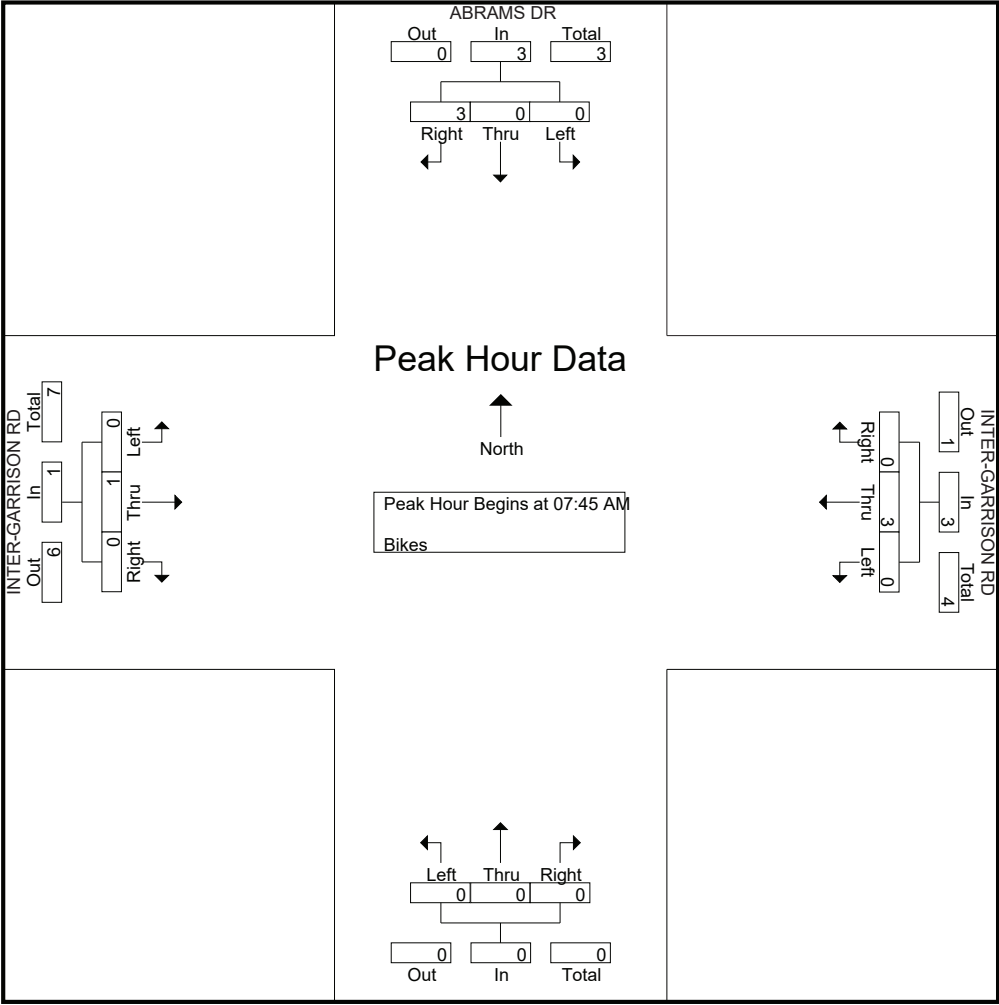 ABRAMS DR
Out In Total
0 3 3
3 0 0
Right Thru Left
Peak Hour Data
North
Peak Hour Begins at 07:45 AM
Bikes
INTER-GARRISON RD
Out In Total
6 1 7
0 1 0
Left Thru Right
INTER-GARRISON RD
Out In Total
1 3 4
0 3 0
Right Thru Left
Left Thru Right
0 0 0
0 0 0
Out In Total